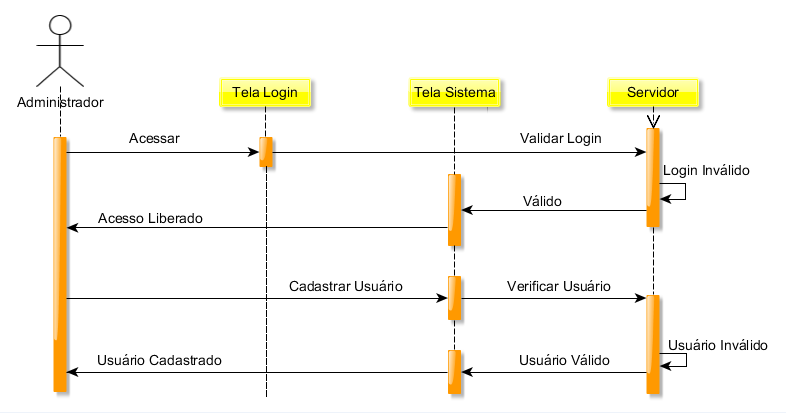 Administrador
Tela Login
Tela Sistema
Servidor
Acessar
Validar Login
Login Inválido
Válido
Acesso Liberado
Cadastrar Usuário
Verificar Usuário
Usuário Inválido
Usuário Válido
Usuário Cadastrado